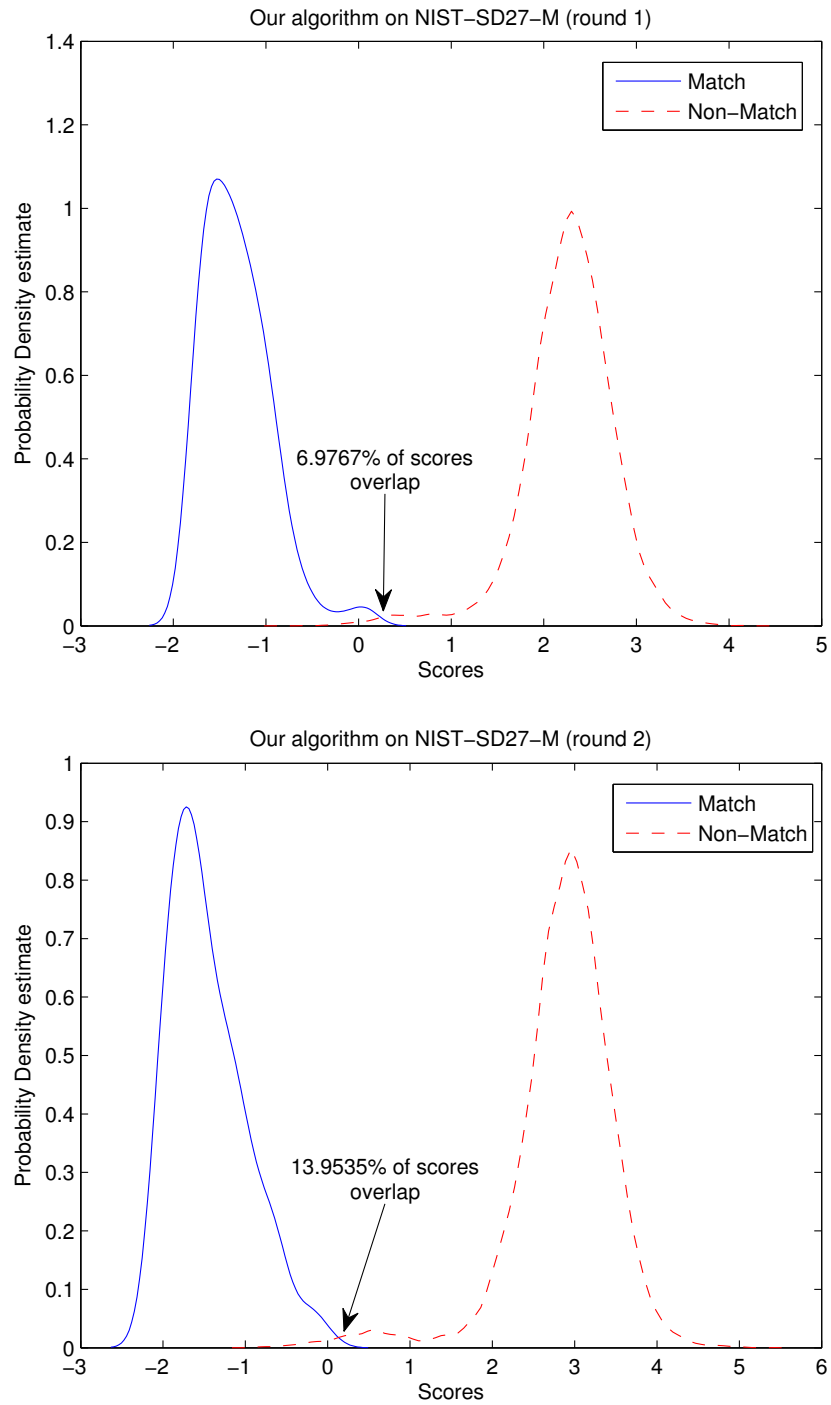 Our algorithm on NIST−SD27−M (round 1)
1.4
1.2
1
0.8
0.6
0.4
0.2
0
Probability Density estimate
Match
Non−Match
6.9767% of scores
overlap
−3 −2 −1 0 1 2 3 4 5
Scores
Our algorithm on NIST−SD27−M (round 2)
1
0.9
0.8
0.7
0.6
0.5
0.4
0.3
0.2
0.1
0
Probability Density estimate
Match
Non−Match
13.9535% of scores
overlap
−3 −2 −1 0 1 2 3 4 5 6
Scores